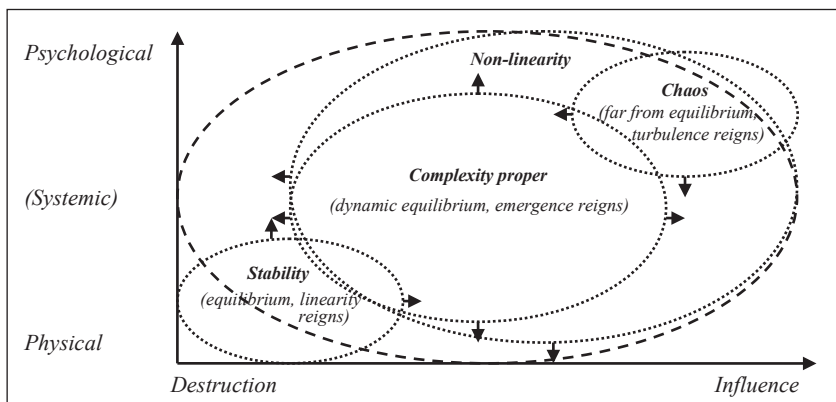 Psychological
Non-linearity
Chaos
(far from equilibrium,
turbulence reigns)
(Systemic)
Complexity proper
(dynamic equilibrium, emergence reigns)
Stability
(equilibrium, linearity
reigns)
Physical
Destruction
Influence